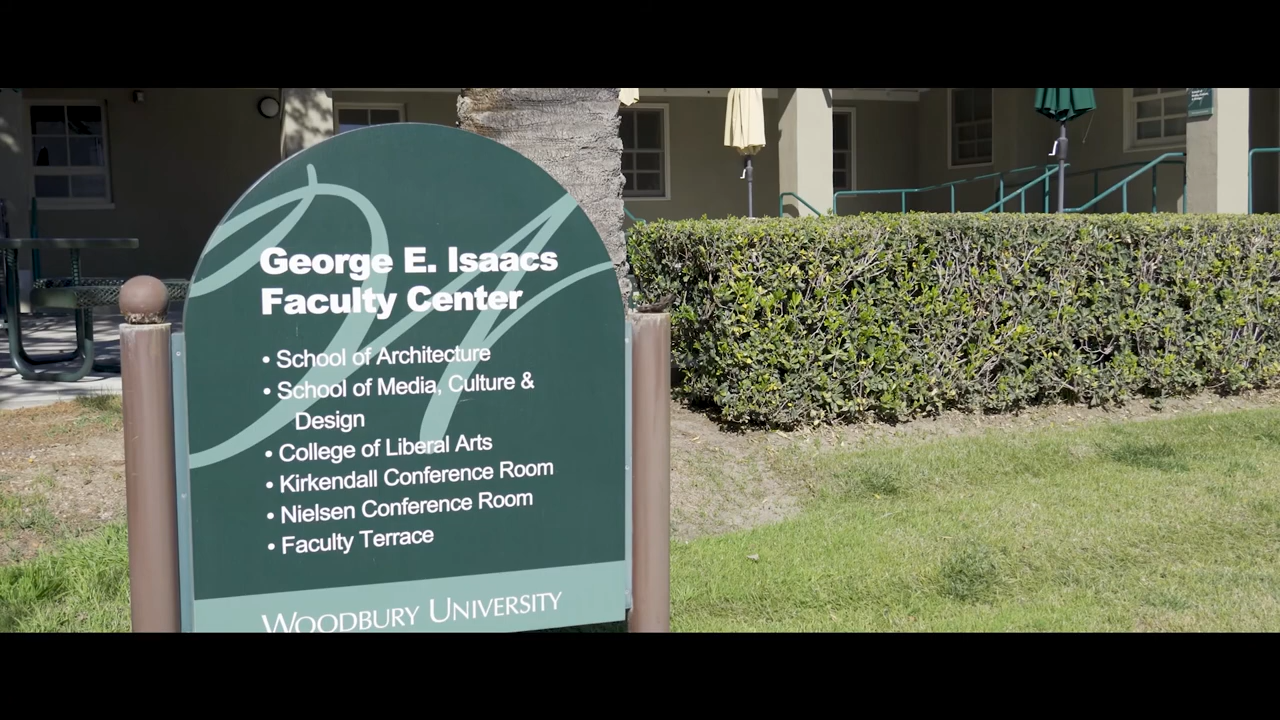 George E. Isaacs
Faculty Center
• School of Architecture
• School of Media, Culture &
Design
• College of Liberal Arts
• Kirkendall Conference Room
• Nielsen Conference Room
• Faculty Terrace
WOODBURY UNIVERSITY